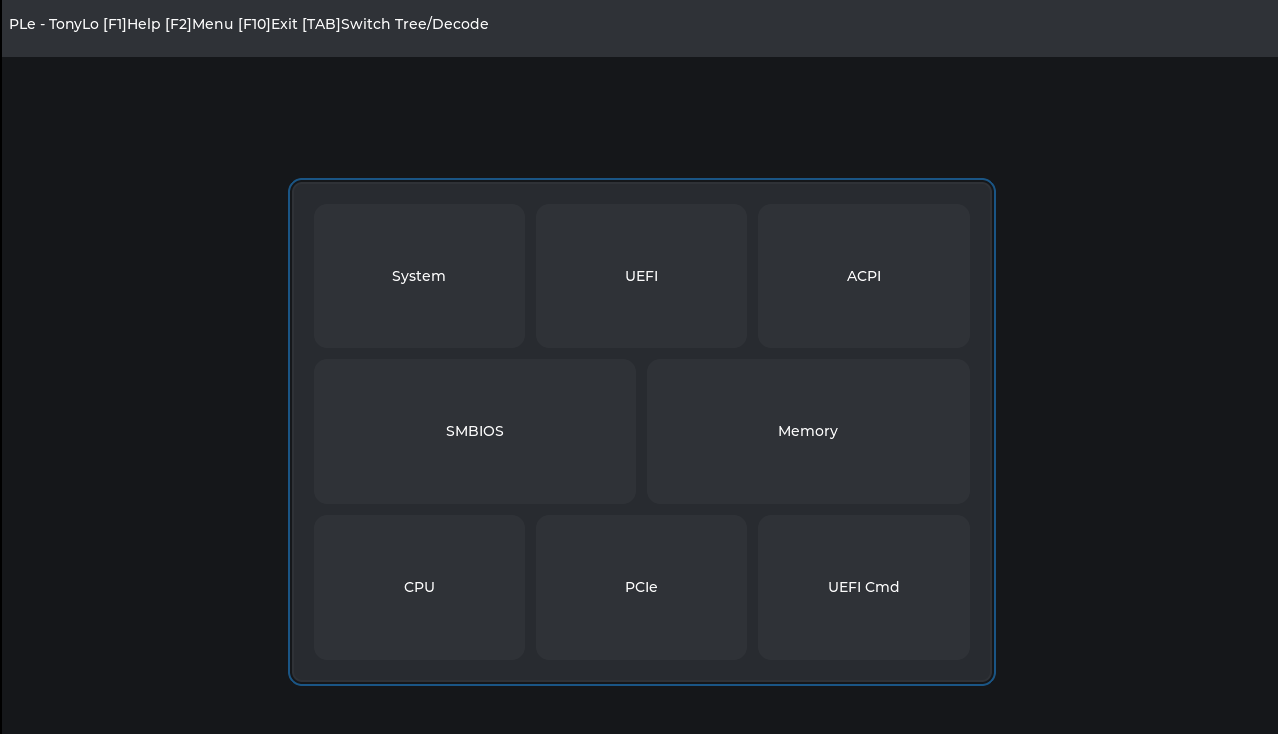 PLe - TonyLo [F1]Help [F2]Menu [F10]Exit [TAB]Switch Tree/Decode
System UEFI ACPI
SMBIOS Memory
CPU PCIe UEFI Cmd